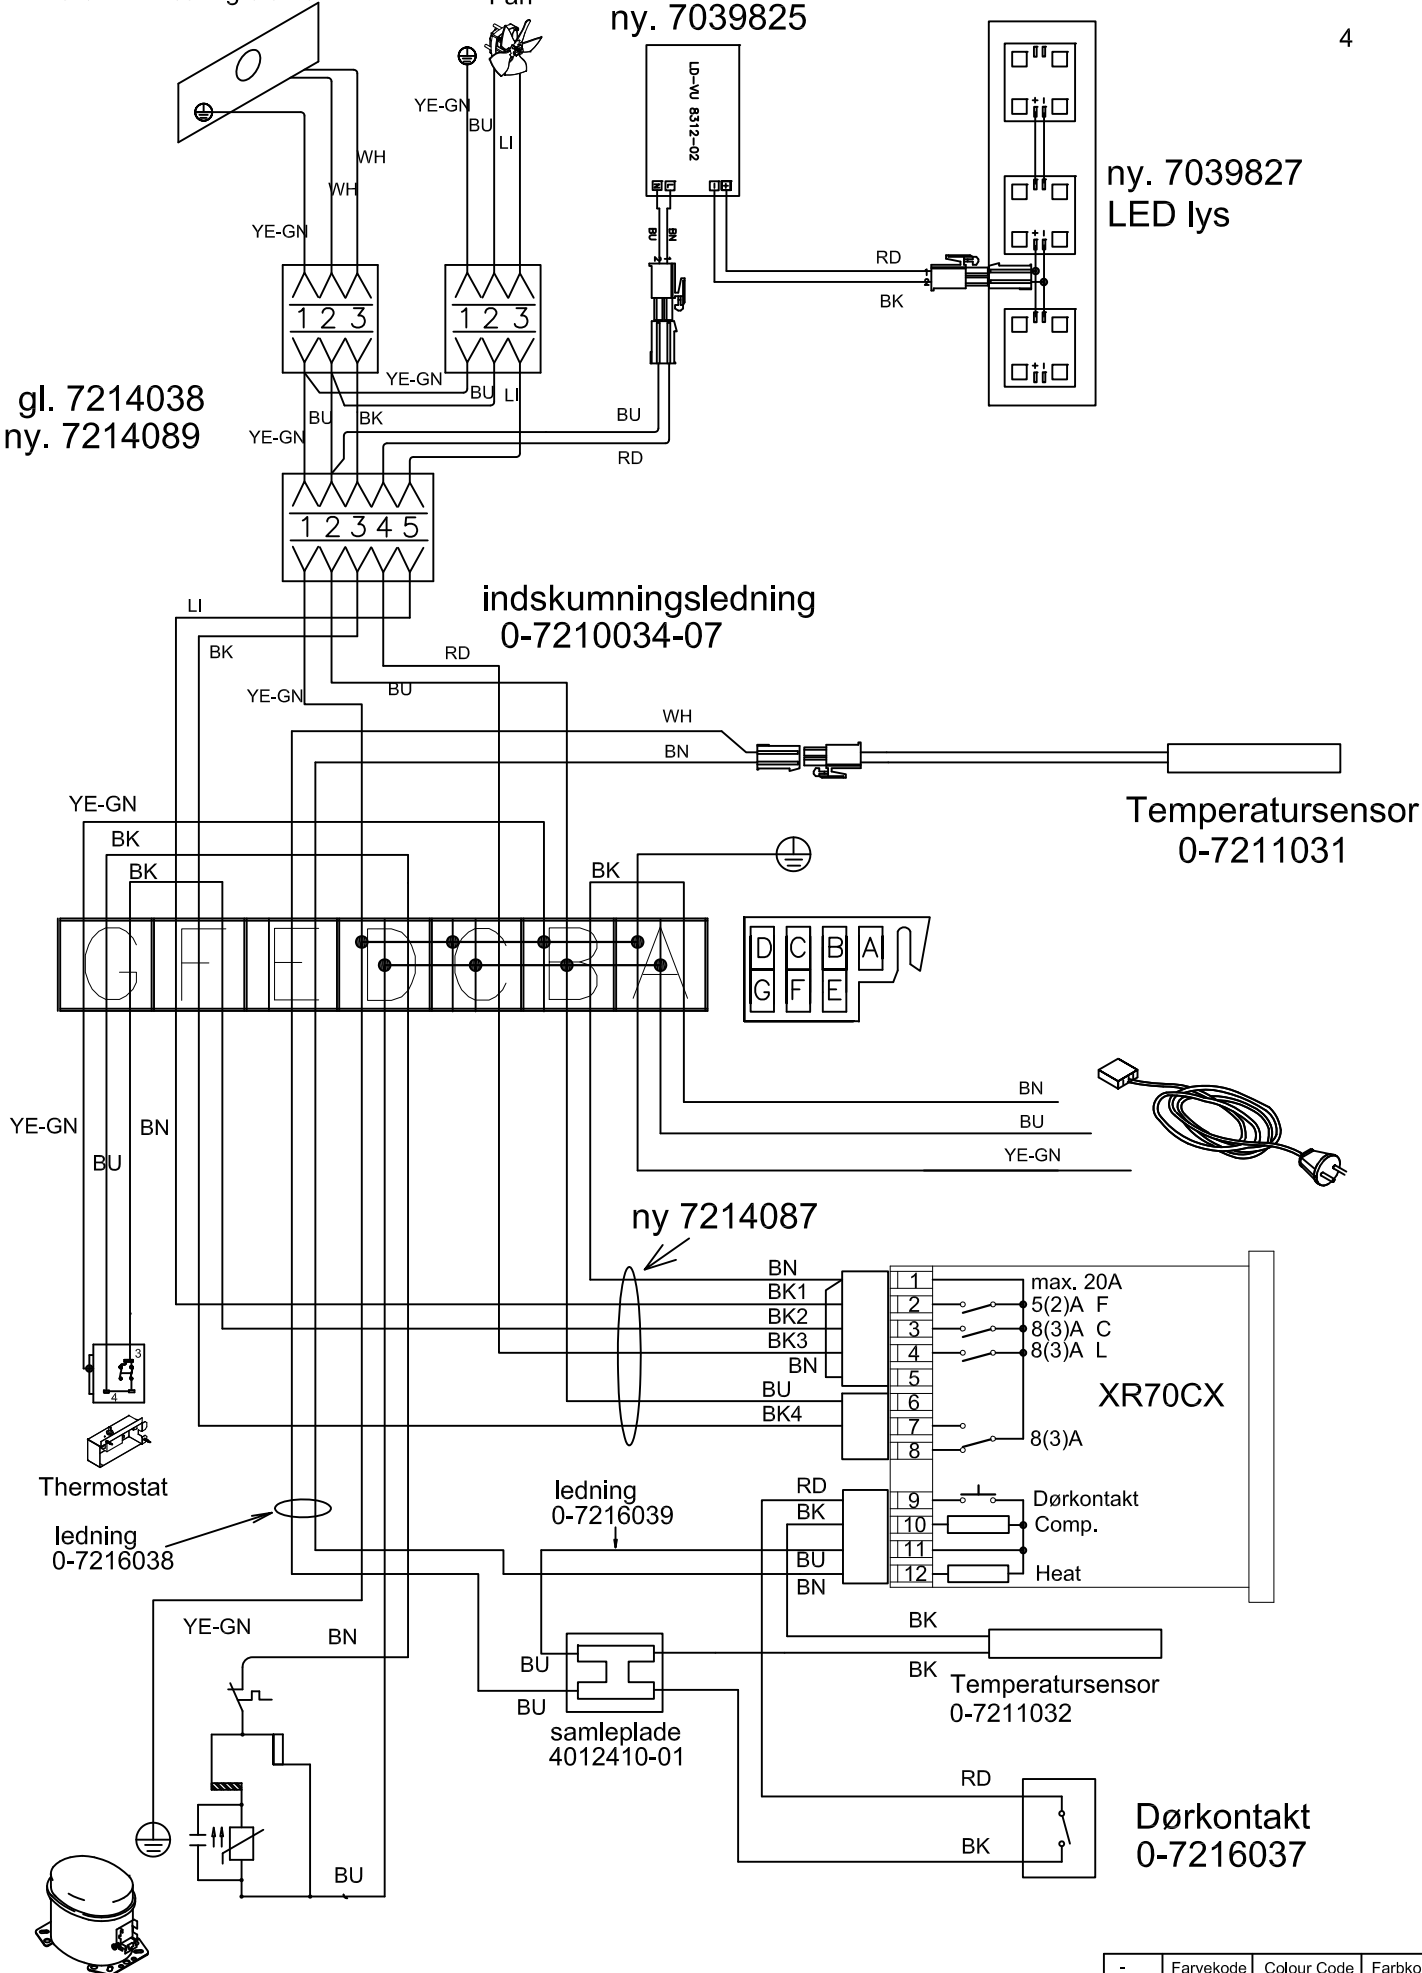 ny. 7039825
4
LD-VU 8312-02
N L - +
YE-GN
BU
LI
WH
WH
YE-GN
ny. 7039827
LED lys
BU
BN
2 1
RD
BK
1 2 3
1 2 3
YE-GN
BU
LI
gl. 7214038
ny. 7214089
BU
BK
YE-GN
BU
RD
1 2 3 4 5
indskumningsledning
0-7210034-07
LI
BK
RD
YE-GN
BU
WH
BN
Temperatursensor
0-7211031
YE-GN
BK
BK
BK
G F E D C B A
D C B A
G F E
BN
BU
YE-GN
YE-GN
BN
BU
ny 7214087
BN
BK1
BK2
BK3
BN
BU
BK4
1 max. 20A
2 5(2)A F
3 8(3)A C
4 8(3)A L
5
6
7
8 8(3)A
XR70CX
3
4
Thermostat
ledning
0-7216038
ledning
0-7216039
RD
BK
BU
BN
9 Dørkontakt
10 Comp.
11
12 Heat
YE-GN
BN
BU
BU
samleplade
4012410-01
BK
BK
Temperatursensor
0-7211032
RD
BK
Dørkontakt
0-7216037
BU
- Farvekode Colour Code